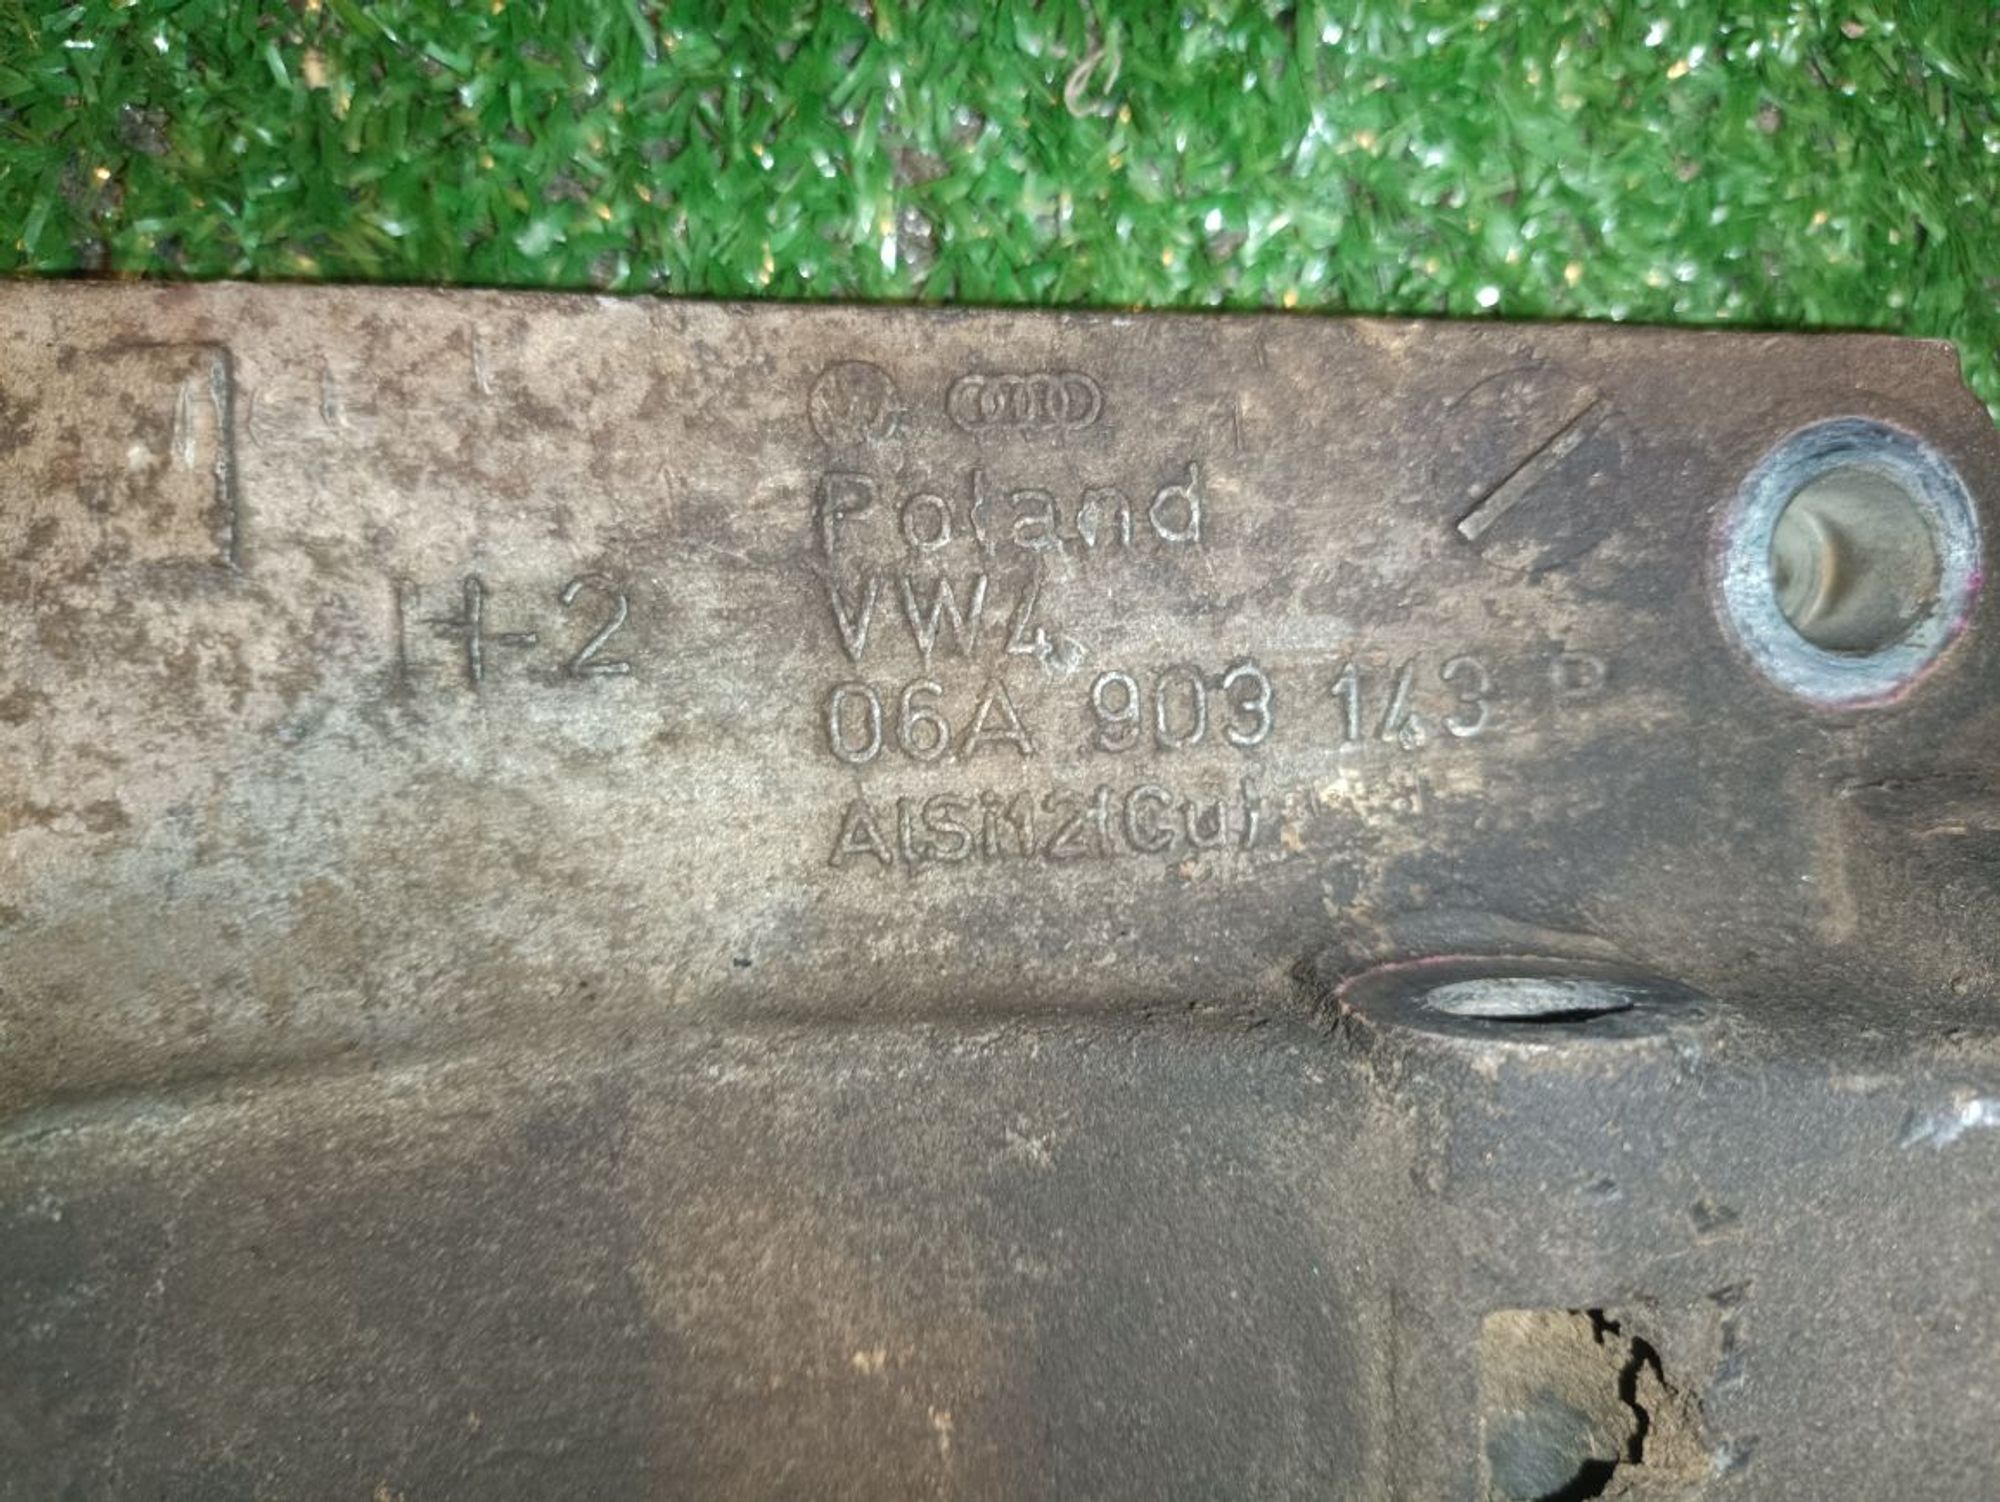 Poland
H-2
VW4
06A 903 143
AlSi12(Cu)